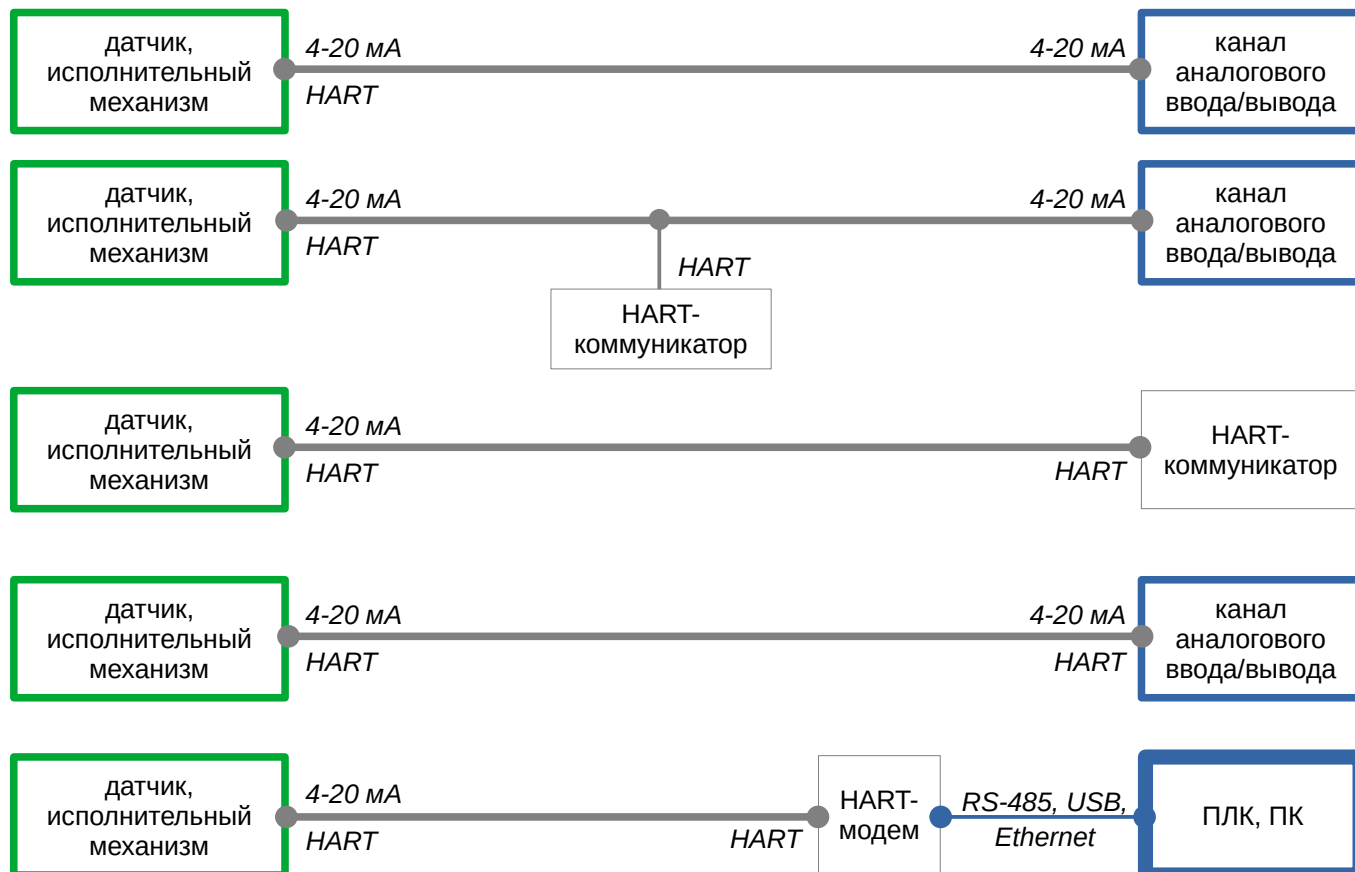 датчик,
исполнительный
механизм
4-20 мА
HART
4-20 мА
канал
аналогового
ввода/вывода
датчик,
исполнительный
механизм
4-20 мА
HART
4-20 мА
канал
аналогового
ввода/вывода
HART
HART-
коммуникатор
датчик,
исполнительный
механизм
4-20 мА
HART
HART
HART-
коммуникатор
датчик,
исполнительный
механизм
4-20 мА
HART
4-20 мА
HART
канал
аналогового
ввода/вывода
датчик,
исполнительный
механизм
4-20 мА
HART
HART
HART-
модем
RS-485, USB,
Ethernet
ПЛК, ПК